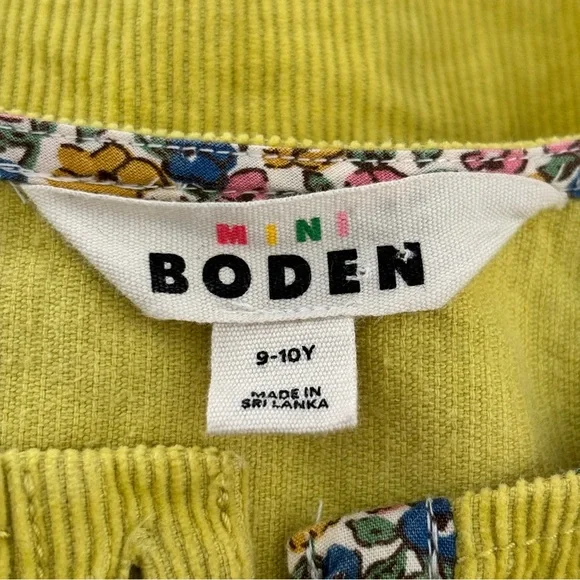 MINI
BODEN
9-10Y
MADE IN
SRI LANKA